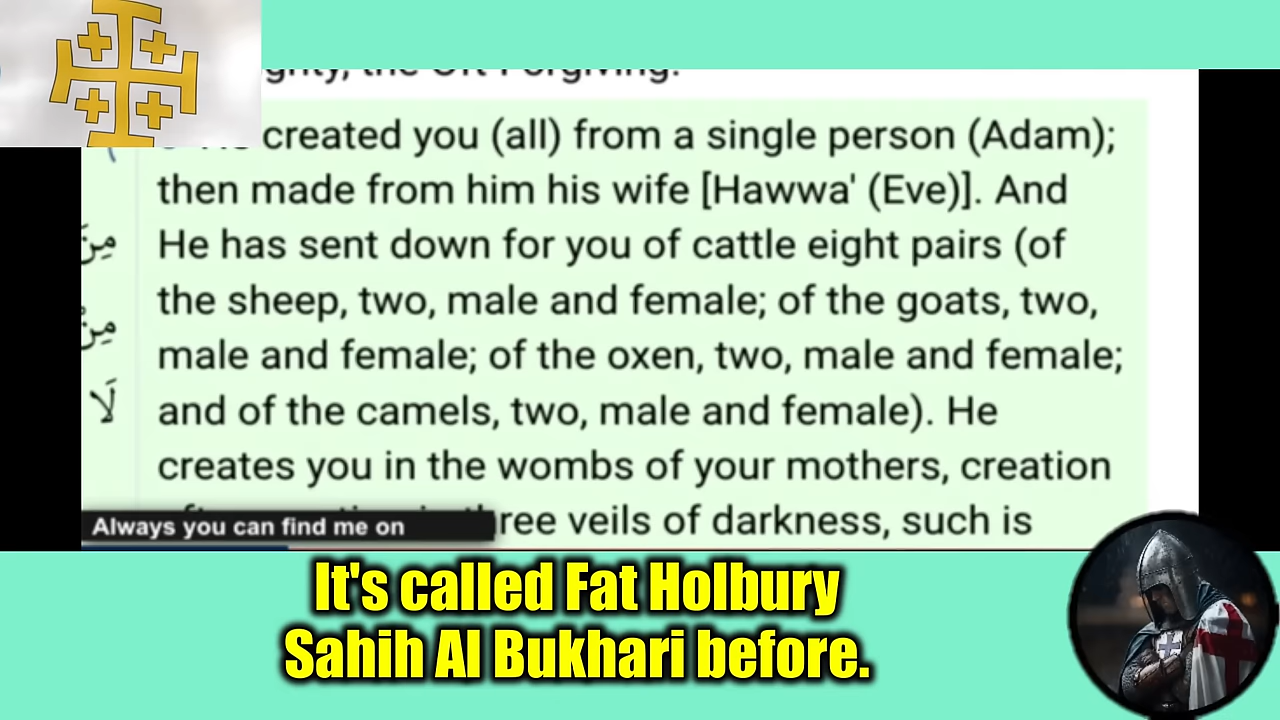 created you (all) from a single person (Adam);
then made from him his wife [Hawwa' (Eve)]. And
He has sent down for you of cattle eight pairs (of
the sheep, two, male and female; of the goats, two,
male and female; of the oxen, two, male and female;
and of the camels, two, male and female). He
creates you in the wombs of your mothers, creation
veils of darkness, such is
مِنَ
مِنْ
لَا
Always you can find me on
It's called Fat Holbury
Sahih Al Bukhari before.